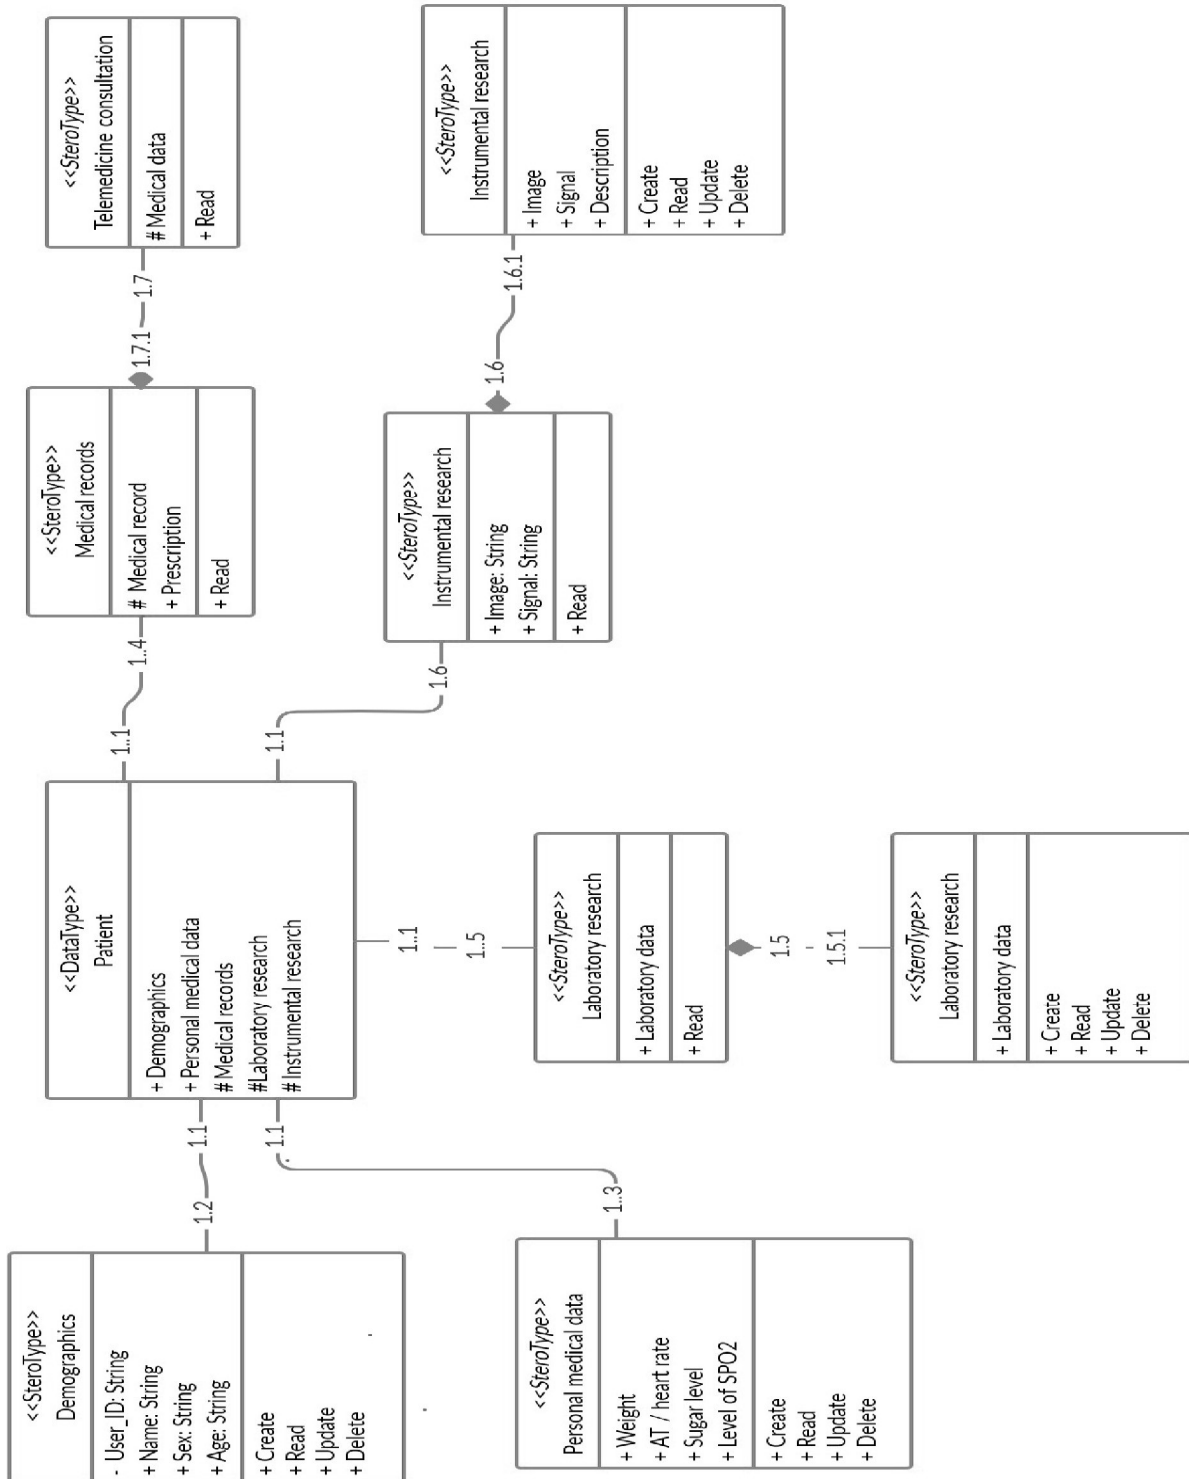 <<SteroType>>
Demographics
- User_ID: String
+ Name: String
+ Sex: String
+ Age: String
+ Create
+ Read
+ Update
+ Delete
1.2
1.1
<<SteroType>>
Personal medical data
+ Weight
+ AT / heart rate
+ Sugar level
+ Level of SPO2
+ Create
+ Read
+ Update
+ Delete
1..3
1.1
<<DataType>>
Patient
+ Demographics
+ Personal medical data
# Medical records
#Laboratory research
# Instrumental research
1..1
1..5
<<SteroType>>
Laboratory research
+ Laboratory data
+ Read
1.5
1.5.1
<<SteroType>>
Laboratory research
+ Laboratory data
+ Create
+ Read
+ Update
+ Delete
1..1
1..4
<<SteroType>>
Medical records
# Medical record
+ Prescription
+ Read
1.7.1
1.7
<<SteroType>>
Telemedicine consultation
# Medical data
+ Read
1.1
1.6
<<SteroType>>
Instrumental research
+ Image: String
+ Signal: String
+ Read
1.6
1.6.1
<<SteroType>>
Instrumental research
+ Image
+ Signal
+ Description
+ Create
+ Read
+ Update
+ Delete